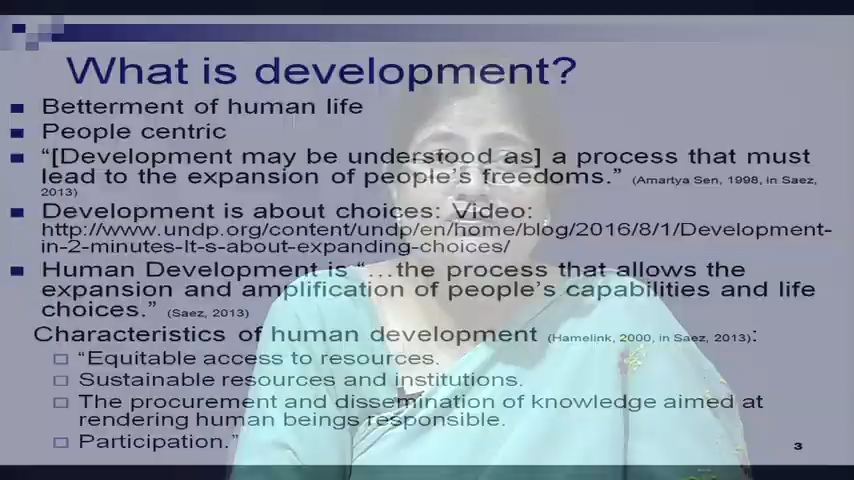 What is development?
Betterment of human life
People centric
“[Development may be understood as] a process that must
lead to the expansion of people’s freedoms.” (Amartya Sen, 1998, in Saez,
2013)
Development is about choices: Video:
http://www.undp.org/content/undp/en/home/blog/2016/8/1/Development-
in-2-minutes-It-s-about-expanding-choices/
Human Development is “…the process that allows the
expansion and amplification of people’s capabilities and life
choices.” (Saez, 2013)
Characteristics of human development (Hamelink, 2000, in Saez, 2013):
“Equitable access to resources.
Sustainable resources and institutions.
The procurement and dissemination of knowledge aimed at
rendering human beings responsible.
Participation.”
3